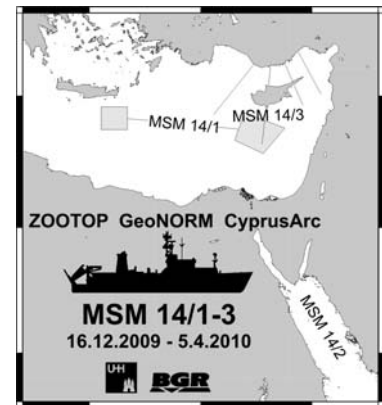 MSM 14/1
MSM 14/3
ZOOTOP GeoNORM CyprusArc
MSM 14/1-3
16.12.2009 - 5.4.2010
MSM 14/2
UH
BGR